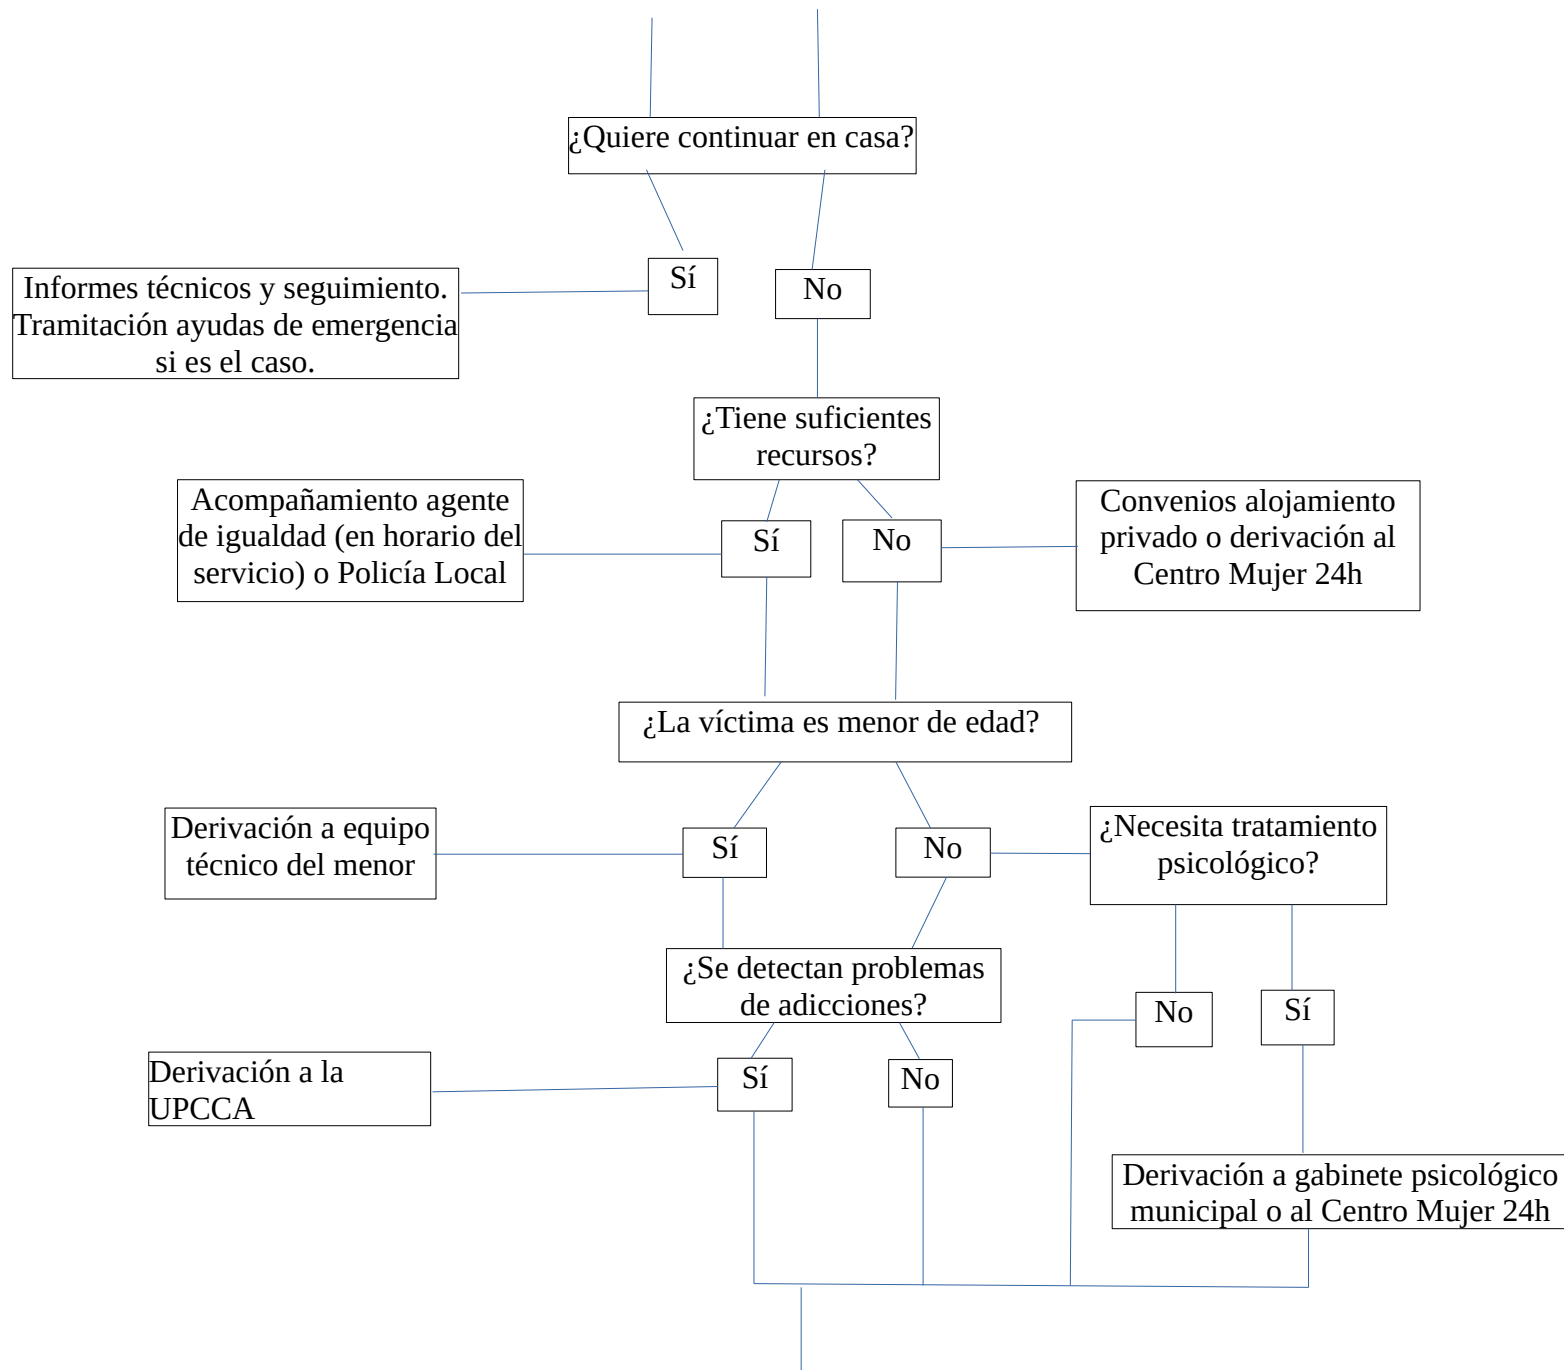 ¿Quiere continuar en casa?
Sí
No
Informes técnicos y seguimiento.
Tramitación ayudas de emergencia
si es el caso.
¿Tiene suficientes
recursos?
Acompañamiento agente
de igualdad (en horario del
servicio) o Policía Local
Sí
No
Convenios alojamiento
privado o derivación al
Centro Mujer 24h
¿La víctima es menor de edad?
Derivación a equipo
técnico del menor
Sí
No
¿Necesita tratamiento
psicológico?
¿Se detectan problemas
de adicciones?
No
Sí
Derivación a la
UPCCA
Sí
No
Derivación a gabinete psicológico
municipal o al Centro Mujer 24h